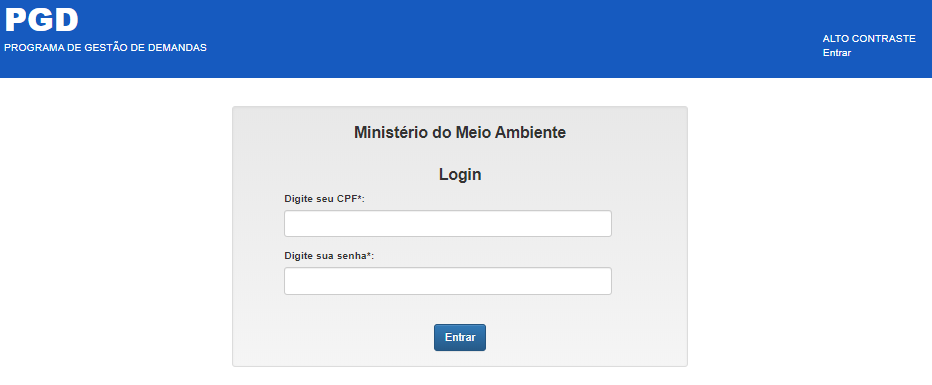 PGD
PROGRAMA DE GESTÃO DE DEMANDAS
ALTO CONTRASTE
Entrar
Ministério do Meio Ambiente
Login
Digite seu CPF*:
Digite sua senha*:
Entrar